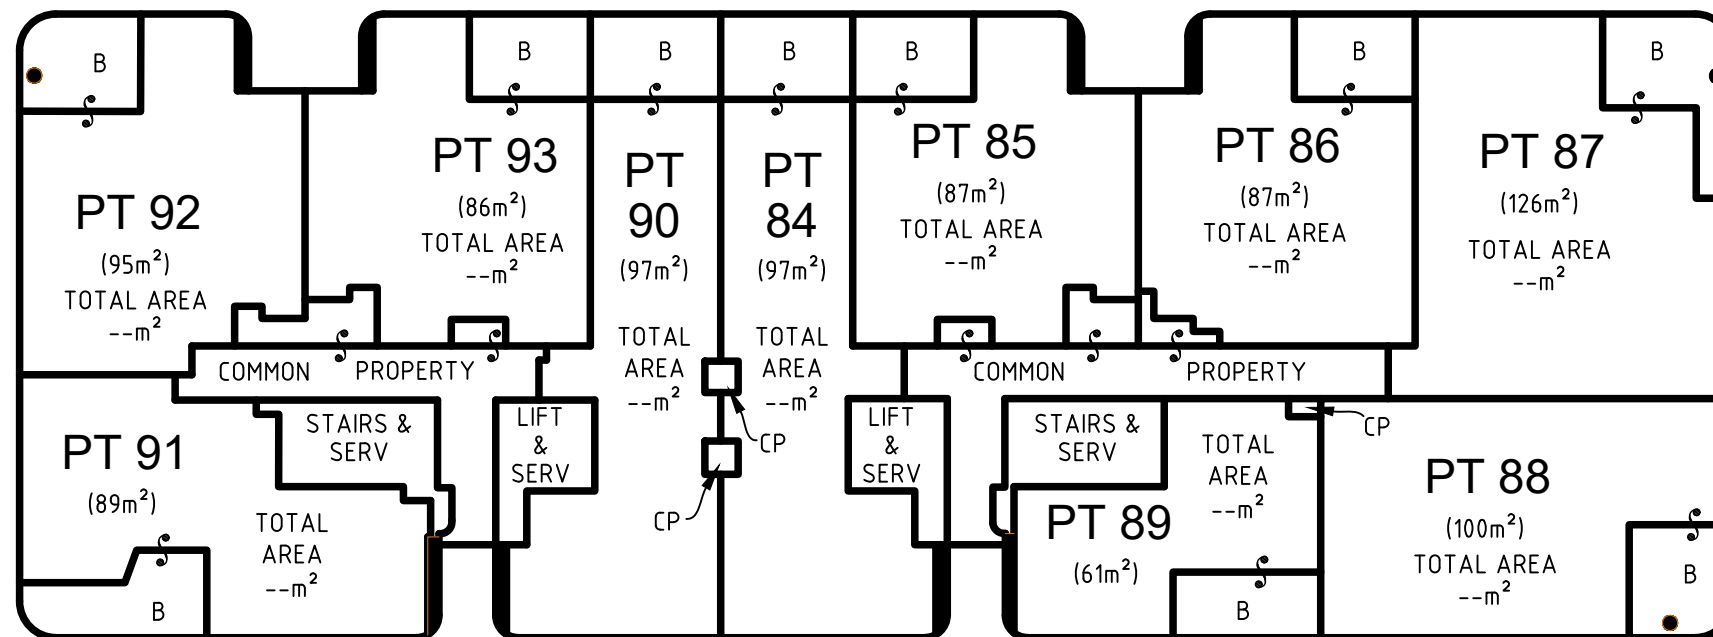 B
B
B
B
B
B
PT 92
(95m²)
TOTAL AREA
--m²
PT 93
(86m²)
TOTAL AREA
--m²
PT
90
(97m²)
TOTAL
AREA
--m²
PT
84
(97m²)
TOTAL
AREA
--m²
PT 85
(87m²)
TOTAL AREA
--m²
PT 86
(87m²)
TOTAL AREA
--m²
PT 87
(126m²)
TOTAL AREA
--m²
B
COMMON PROPERTY
COMMON PROPERTY
PT 91
(89m²)
TOTAL
AREA
--m²
B
STAIRS &
SERV
LIFT
&
SERV
CP
CP
LIFT
&
SERV
STAIRS &
SERV
CP
TOTAL
AREA
--m²
PT 89
(61m²)
B
PT 88
(100m²)
TOTAL AREA
--m²
B